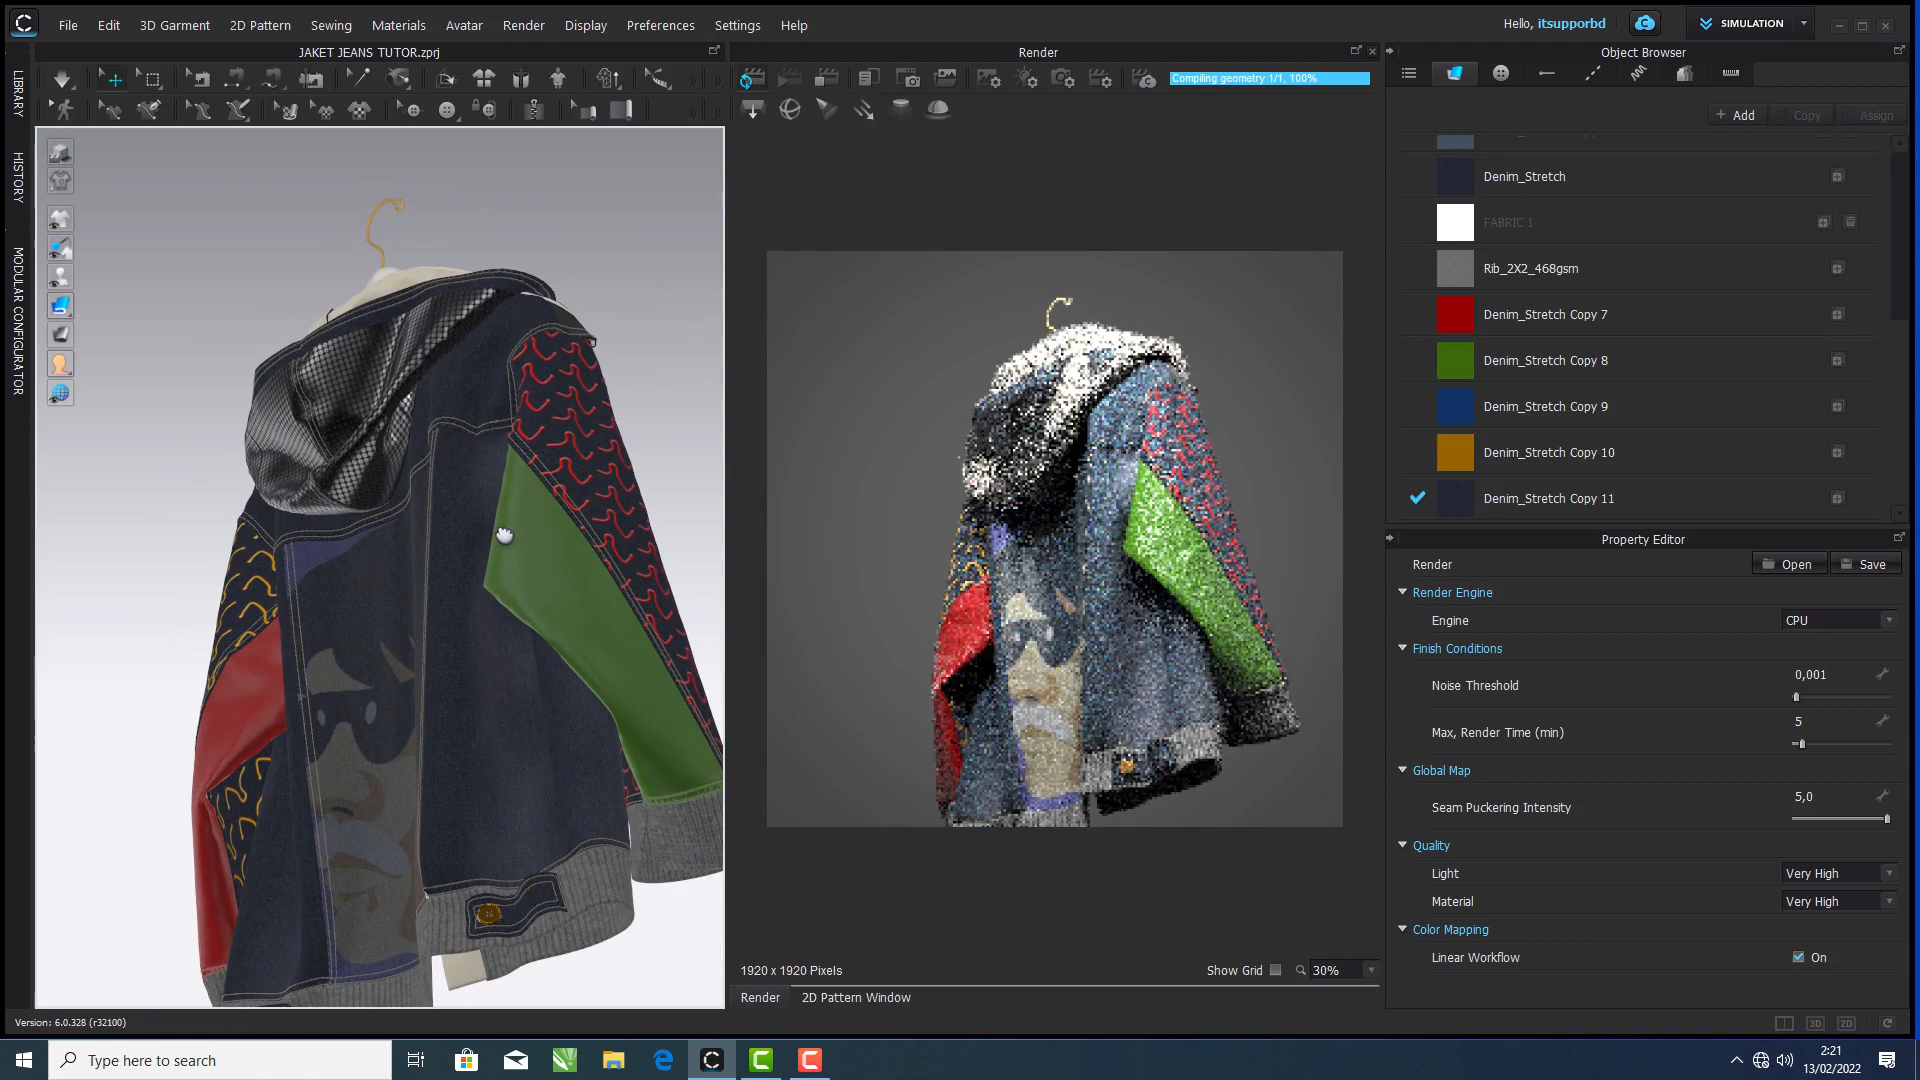 File Edit 3D Garment 2D Pattern Sewing Materials Avatar Render Display Preferences Settings Help
Hello, itsupporbd
SIMULATION
JAKET JEANS TUTOR.zprj
Render
Object Browser
Compiling geometry 1/1, 100%
LIBRARY
HISTORY
MODULAR CONFIGURATOR
+ Add Copy Assign
Denim_Stretch
FABRIC 1
Rib_2X2_468gsm
Denim_Stretch Copy 7
Denim_Stretch Copy 8
Denim_Stretch Copy 9
Denim_Stretch Copy 10
Denim_Stretch Copy 11
Property Editor
Render Open Save
Render Engine
Engine CPU
Finish Conditions
Noise Threshold 0,001
Max, Render Time (min) 5
Global Map
Seam Puckering Intensity 5,0
Quality
Light Very High
Material Very High
Color Mapping
Linear Workflow On
1920 x 1920 Pixels Show Grid 30%
Render 2D Pattern Window
Version: 6.0.328 (r32100)
3D 2D
Type here to search
2:21
13/02/2022